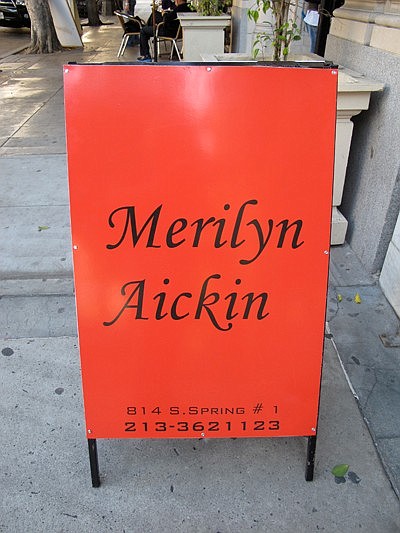 Merilyn
Aickin
814 S.Spring # 1
213-3621123